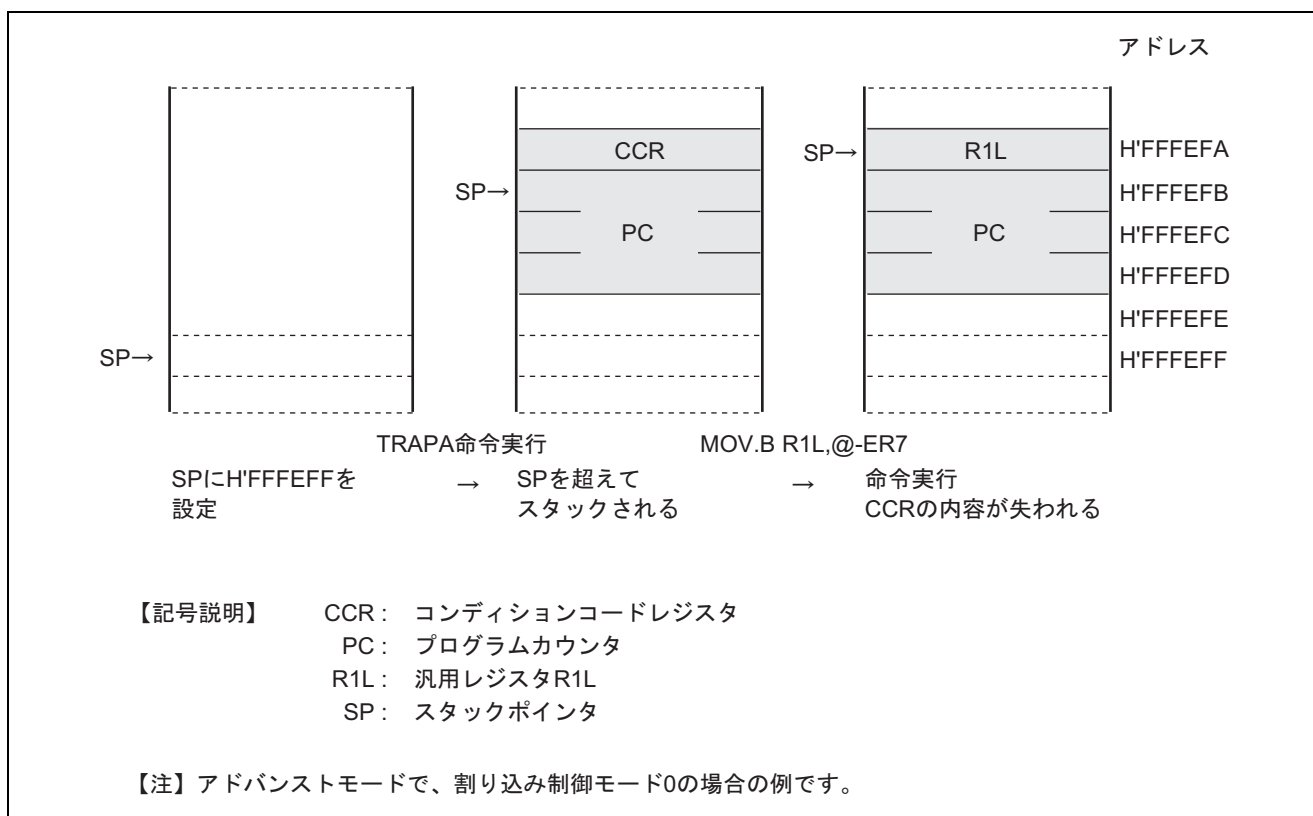 アドレス
CCR
SP→
R1L
H'FFFEFA
SP→
H'FFFEFB
PC
PC
H'FFFEFC
H'FFFEFD
H'FFFEFE
SP→
H'FFFEFF
TRAPA命令実行
MOV.B R1L,@-ER7
SPにH'FFFEFFを
設定
→
SPを超えて
スタックされる
→
命令実行
CCRの内容が失われる
【記号説明】 CCR : コンディションコードレジスタ
PC : プログラムカウンタ
R1L : 汎用レジスタR1L
SP : スタックポインタ
【注】アドバンストモードで、割り込み制御モード0の場合の例です。